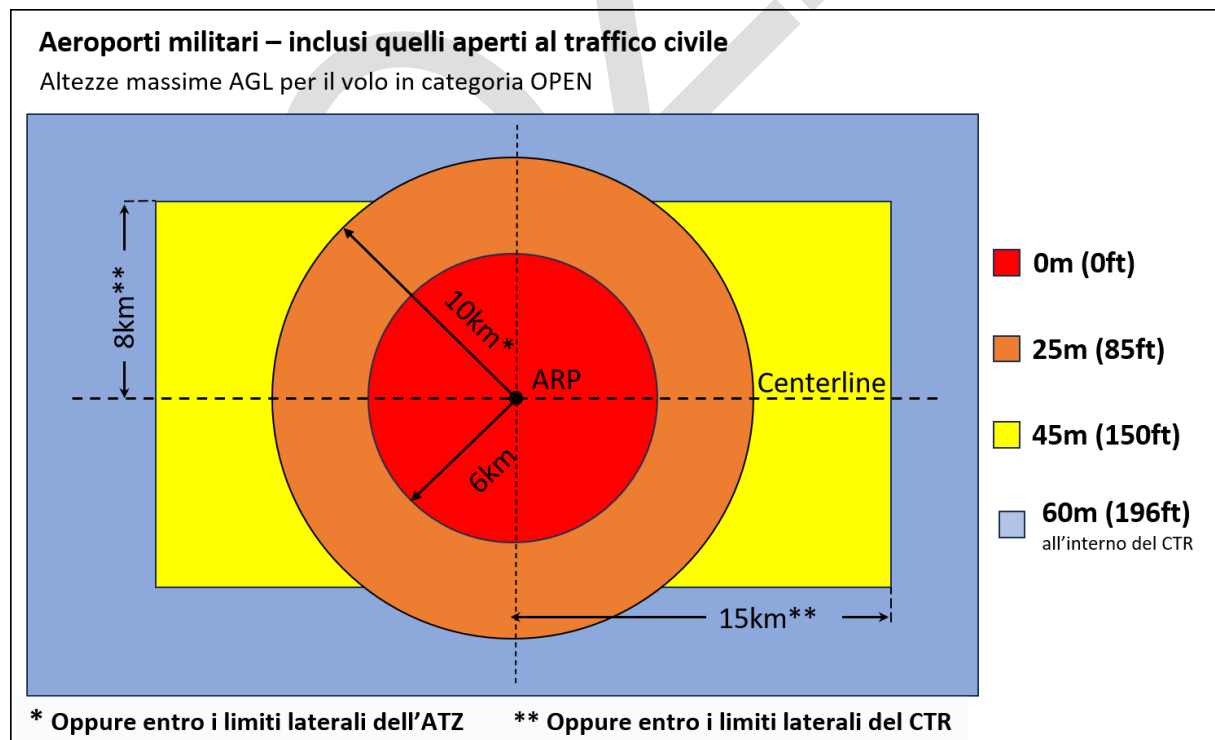 Aeroporti militari – inclusi quelli aperti al traffico civile
Altezze massime AGL per il volo in categoria OPEN
8km**
10km*
ARP
Centerline
6km
15km**
0m (0ft)
25m (85ft)
45m (150ft)
60m (196ft)
all'interno del CTR
* Oppure entro i limiti laterali dell'ATZ
** Oppure entro i limiti laterali del CTR